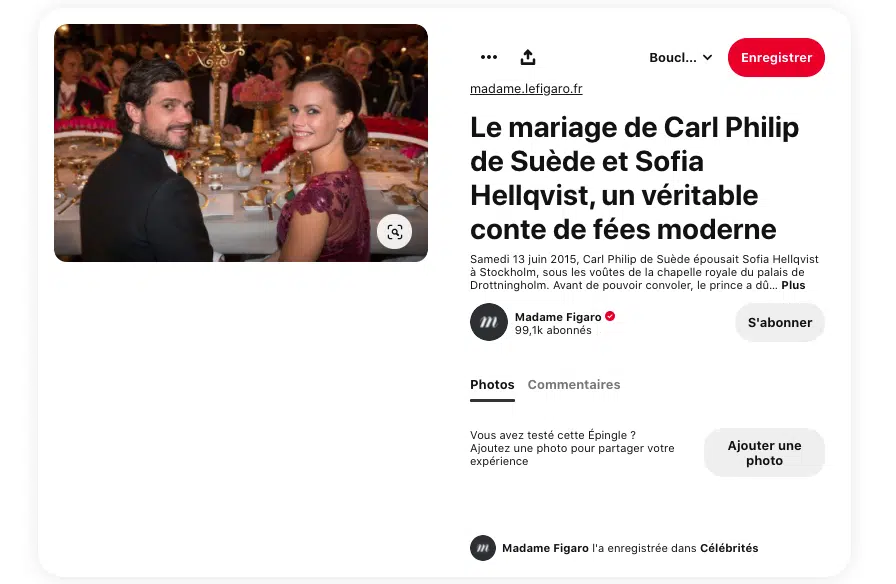 Boucl...
Enregistrer
madame.lefigaro.fr
Le mariage de Carl Philip
de Suède et Sofia
Hellqvist, un véritable
conte de fées moderne
Samedi 13 juin 2015, Carl Philip de Suède épousait Sofia Hellqvist
à Stockholm, sous les voûtes de la chapelle royale du palais de
Drottningholm. Avant de pouvoir convoler, le prince a dû... Plus
m
Madame Figaro
99,1k abonnés
S'abonner
Photos Commentaires
Vous avez testé cette Épingle ?
Ajoutez une photo pour partager votre
expérience
Ajouter une
photo
m
Madame Figaro l'a enregistrée dans Célébrités